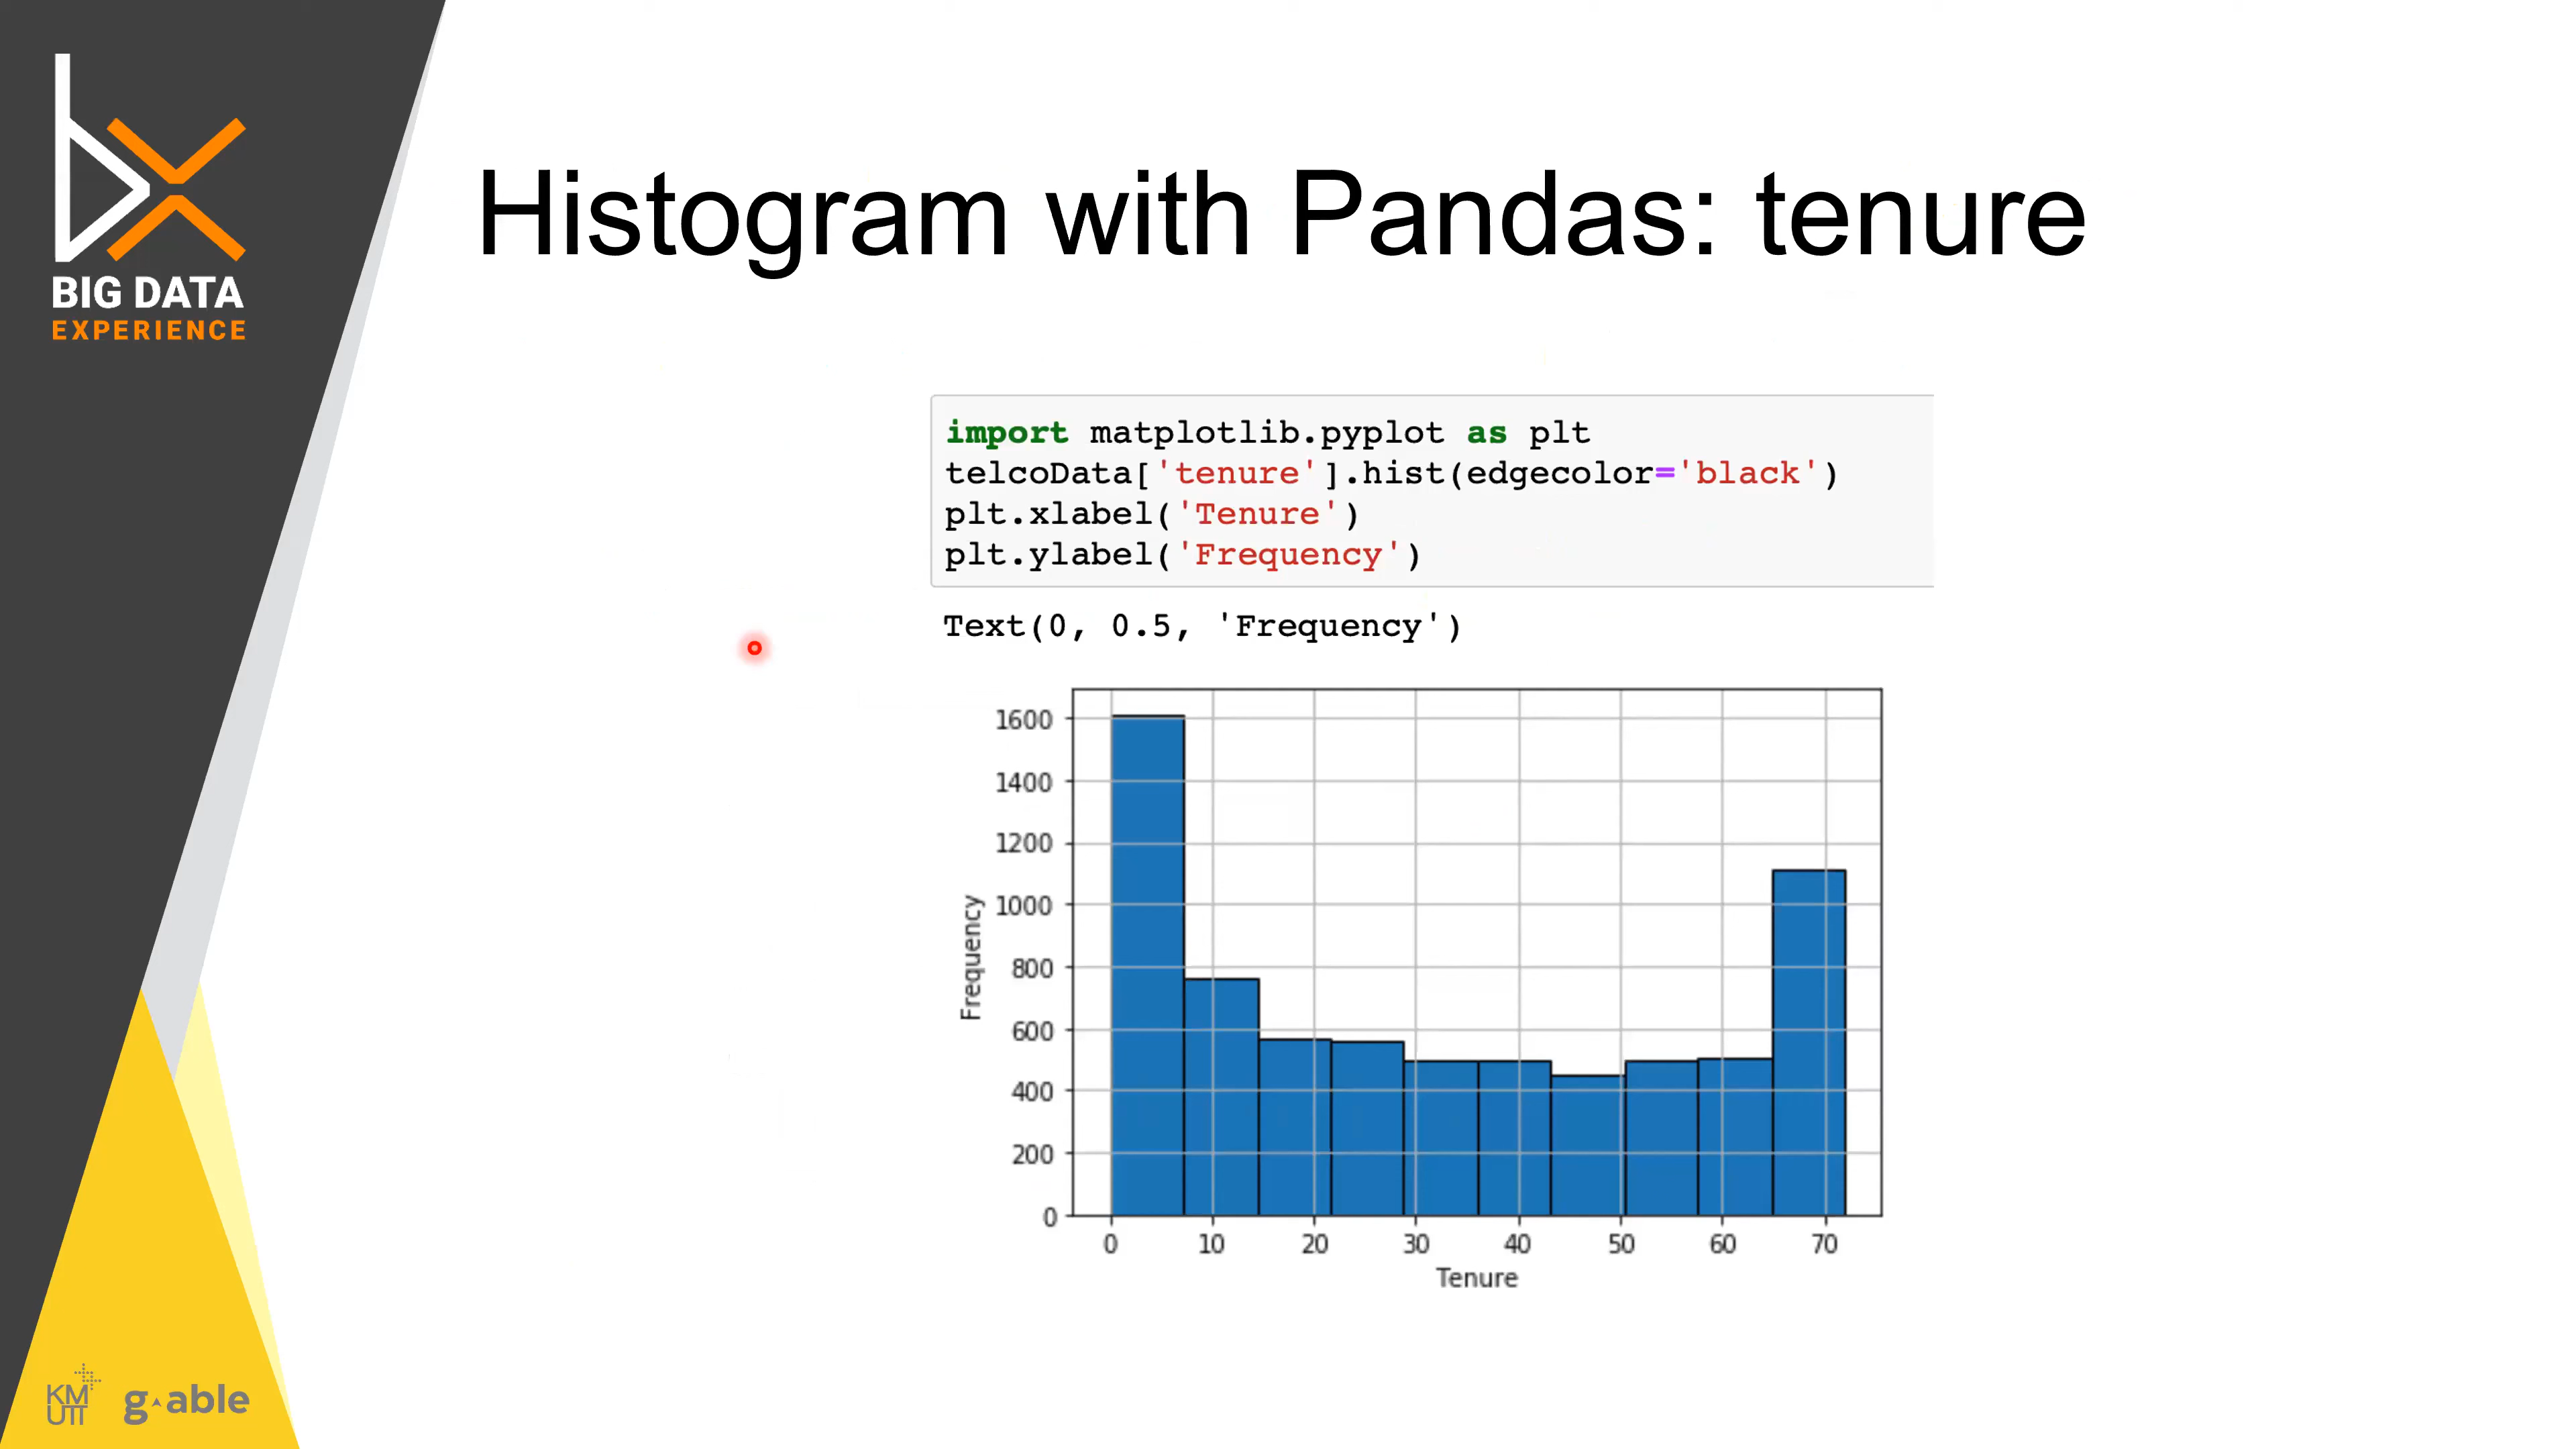 BIG DATA
EXPERIENCE
Histogram with Pandas: tenure
import matplotlib.pyplot as plt
telcoData['tenure'].hist(edgecolor='black')
plt.xlabel('Tenure')
plt.ylabel('Frequency')
Text(0, 0.5, 'Frequency')
1600
1400
1200
1000
800
600
400
200
0
Frequency
0 10 20 30 40 50 60 70
Tenure
KM
UTT
g-able